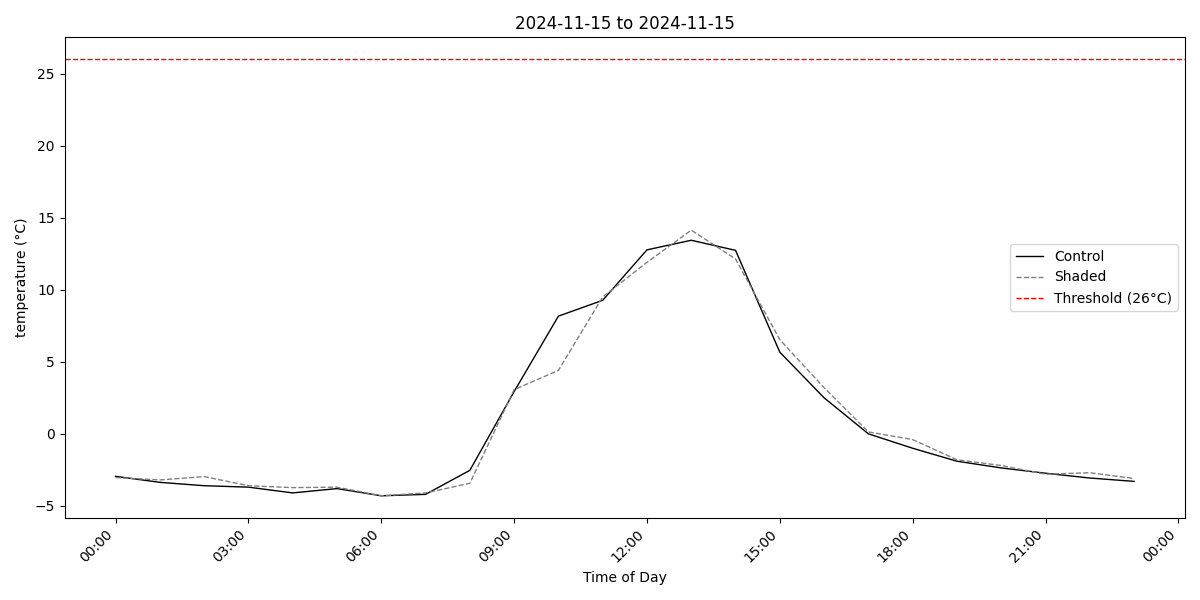 2024-11-15 to 2024-11-15
temperature (°C)
25
20
15
10
5
0
−5
Control
Shaded
Threshold (26°C)
00:00
03:00
06:00
09:00
12:00
15:00
18:00
21:00
00:00
Time of Day